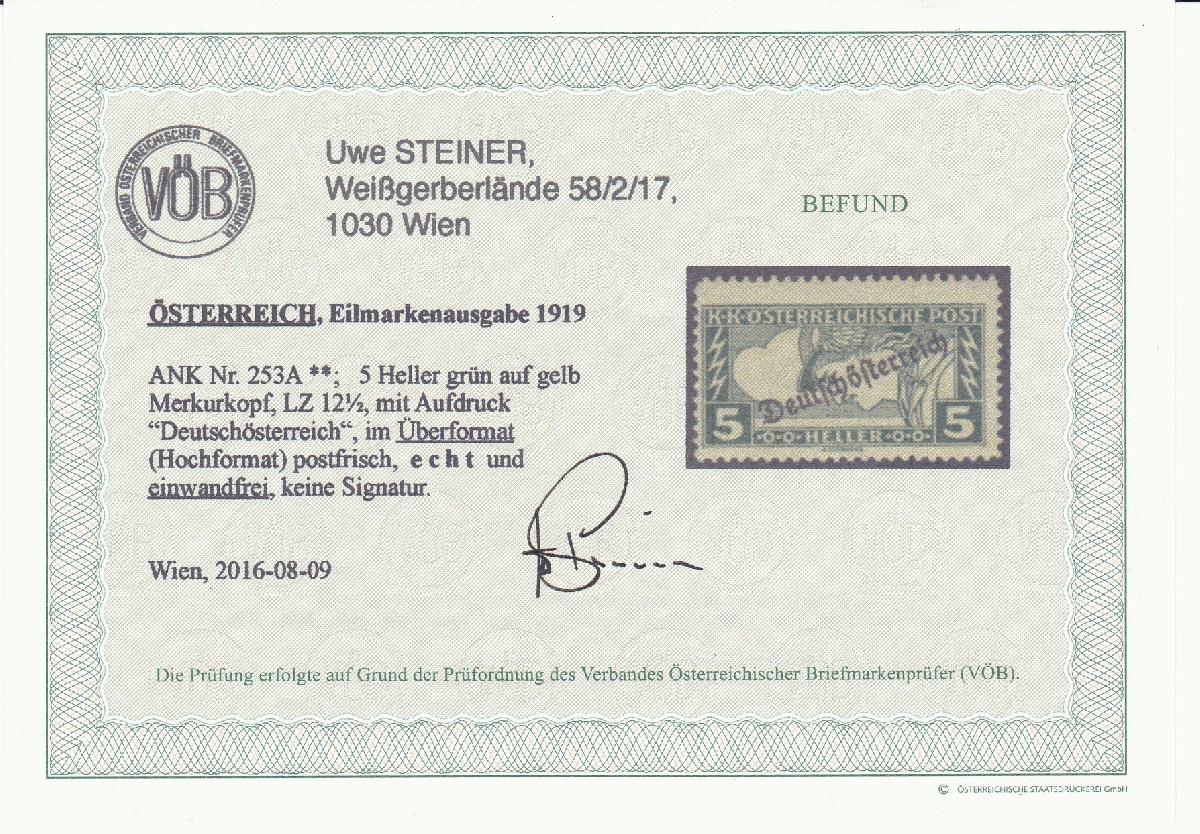 VERBAND ÖSTERREICHISCHER BRIEFMARKENPRÜFER
VÖB
Uwe STEINER,
Weißgerberlände 58/2/17,
1030 Wien
BEFUND
ÖSTERREICH, Eilmarkenausgabe 1919
K·K·OSTERREICHISCHE POST
Deutschösterreich
5 HELLER 5
ANK Nr. 253A **; 5 Heller grün auf gelb
Merkurkopf, LZ 12½, mit Aufdruck
“Deutschösterreich“, im Überformat
(Hochformat) postfrisch, e c h t und
einwandfrei, keine Signatur.
Wien, 2016-08-09
Die Prüfung erfolgte auf Grund der Prüfordnung des Verbandes Österreichischer Briefmarkenprüfer (VÖB).
© ÖSTERREICHISCHE STAATSDRUCKEREI GmbH